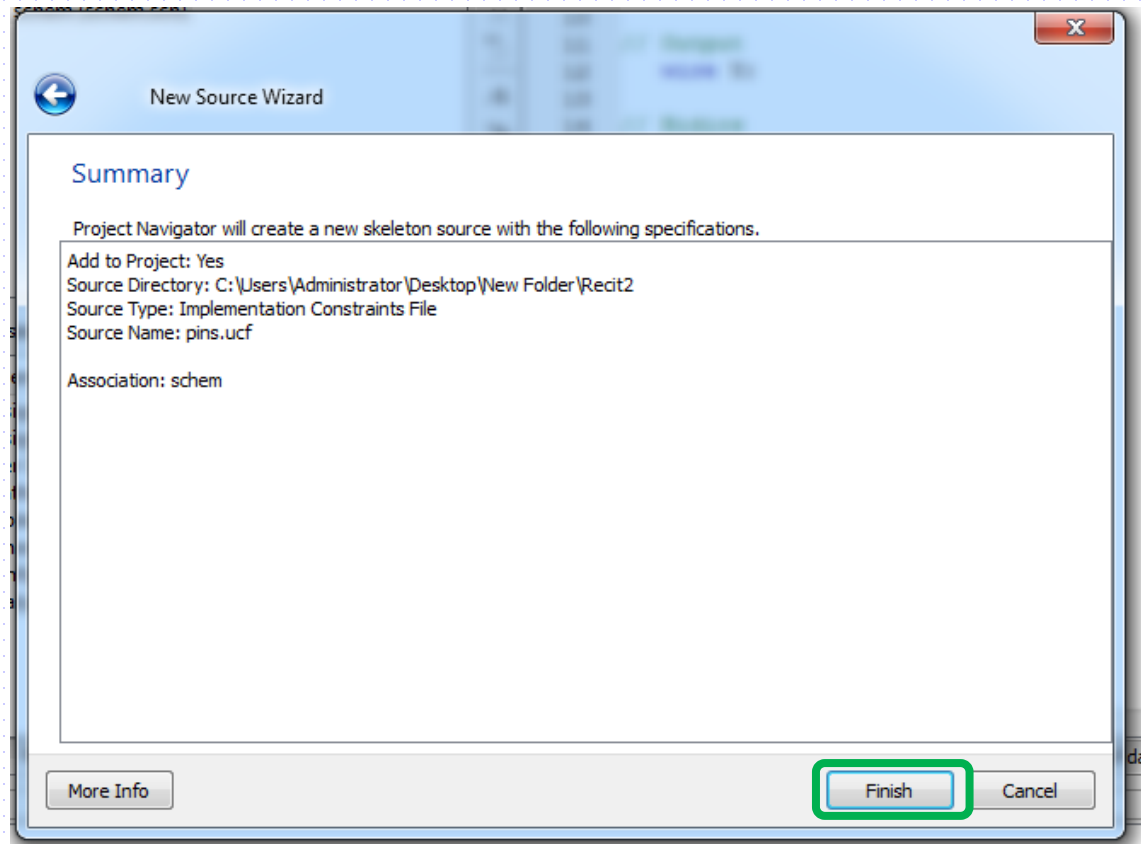 New Source Wizard
Summary
Project Navigator will create a new skeleton source with the following specifications.
Add to Project: Yes
Source Directory: C:\Users\Administrator\Desktop\New Folder\Recit2
Source Type: Implementation Constraints File
Source Name: pins.ucf
Association: schem
More Info
Finish
Cancel